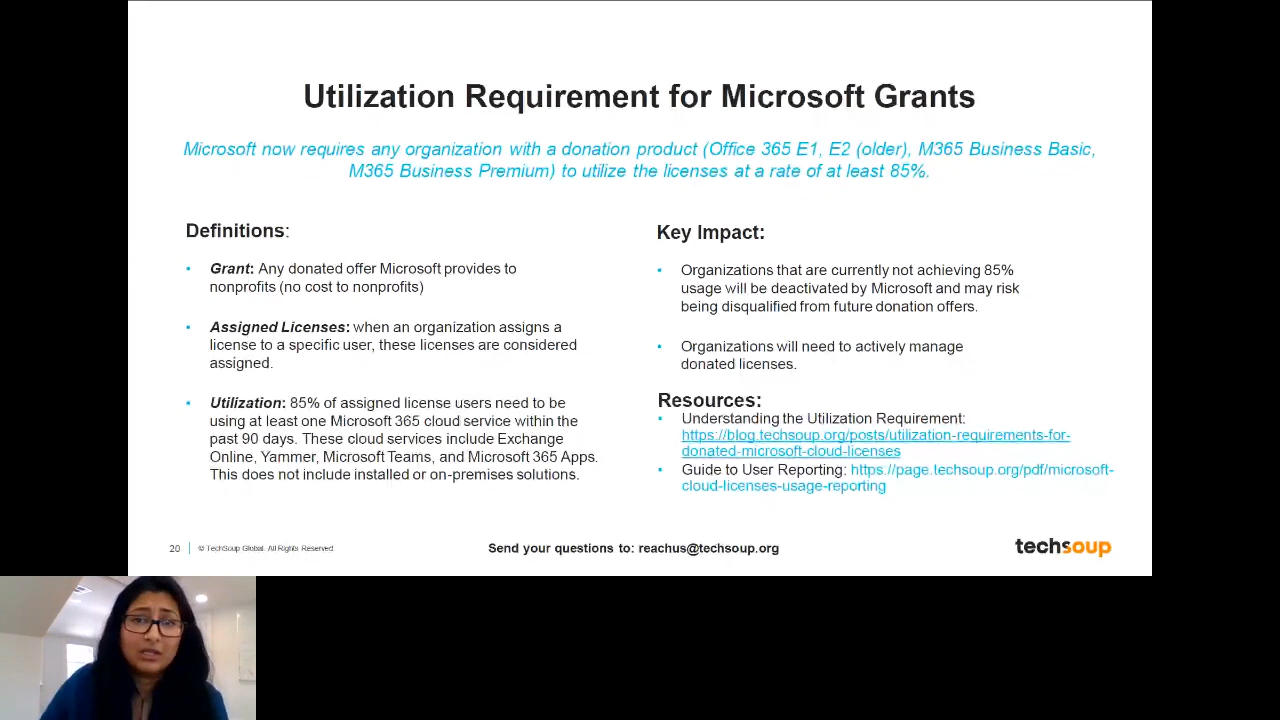 Utilization Requirement for Microsoft Grants
Microsoft now requires any organization with a donation product (Office 365 E1, E2 (older), M365 Business Basic,
M365 Business Premium) to utilize the licenses at a rate of at least 85%.
Definitions:
• Grant: Any donated offer Microsoft provides to
nonprofits (no cost to nonprofits)
• Assigned Licenses: when an organization assigns a
license to a specific user, these licenses are considered
assigned.
• Utilization: 85% of assigned license users need to be
using at least one Microsoft 365 cloud service within the
past 90 days. These cloud services include Exchange
Online, Yammer, Microsoft Teams, and Microsoft 365 Apps.
This does not include installed or on-premises solutions.
Key Impact:
• Organizations that are currently not achieving 85%
usage will be deactivated by Microsoft and may risk
being disqualified from future donation offers.
• Organizations will need to actively manage
donated licenses.
Resources:
• Understanding the Utilization Requirement:
https://blog.techsoup.org/posts/utilization-requirements-for-
donated-microsoft-cloud-licenses
• Guide to User Reporting: https://page.techsoup.org/pdf/microsoft-
cloud-licenses-usage-reporting
20 | © TechSoup Global. All Rights Reserved
Send your questions to: reachus@techsoup.org
techsoup